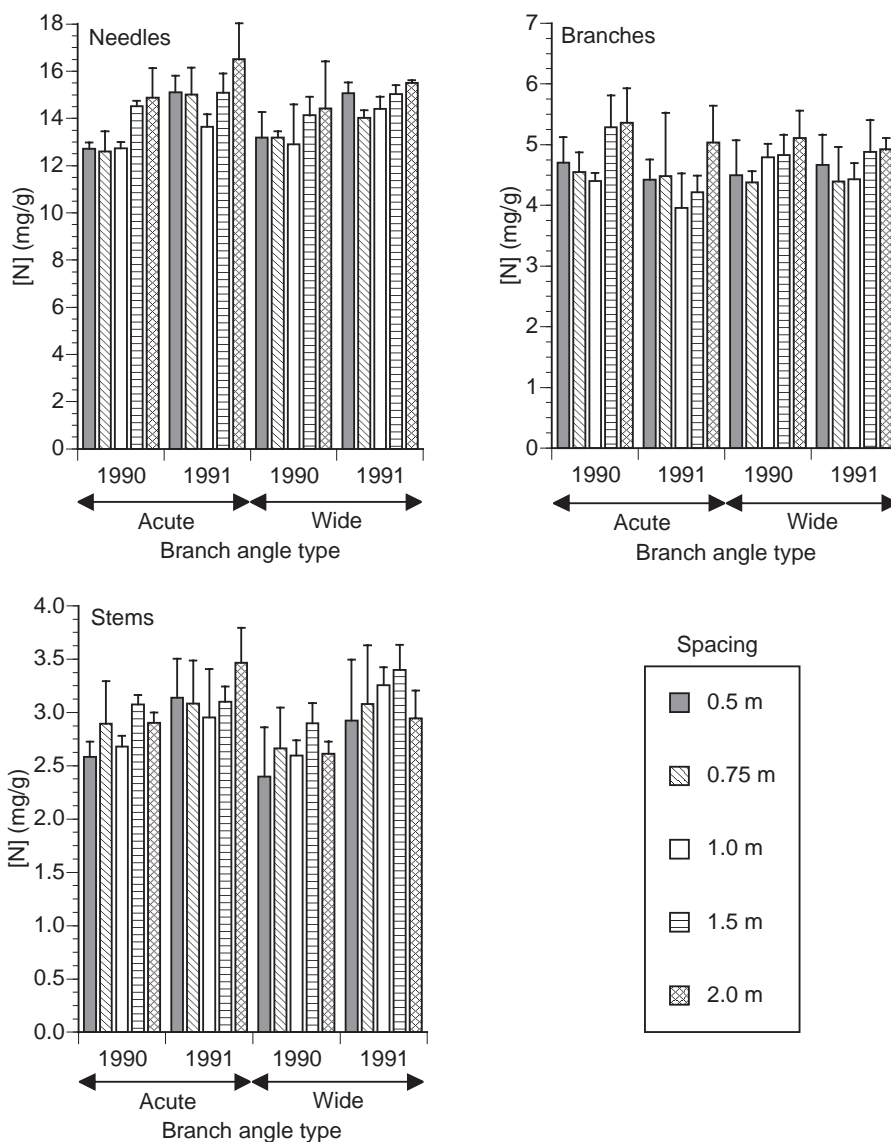 Needles
[N] (mg/g)
18
16
14
12
10
8
6
4
2
0
1990 1991 1990 1991
Acute Wide
Branch angle type
Branches
[N] (mg/g)
7
6
5
4
3
2
1
0
1990 1991 1990 1991
Acute Wide
Branch angle type
Stems
[N] (mg/g)
4.0
3.5
3.0
2.5
2.0
1.5
1.0
0.5
0.0
1990 1991 1990 1991
Acute Wide
Branch angle type
Spacing
0.5 m
0.75 m
1.0 m
1.5 m
2.0 m